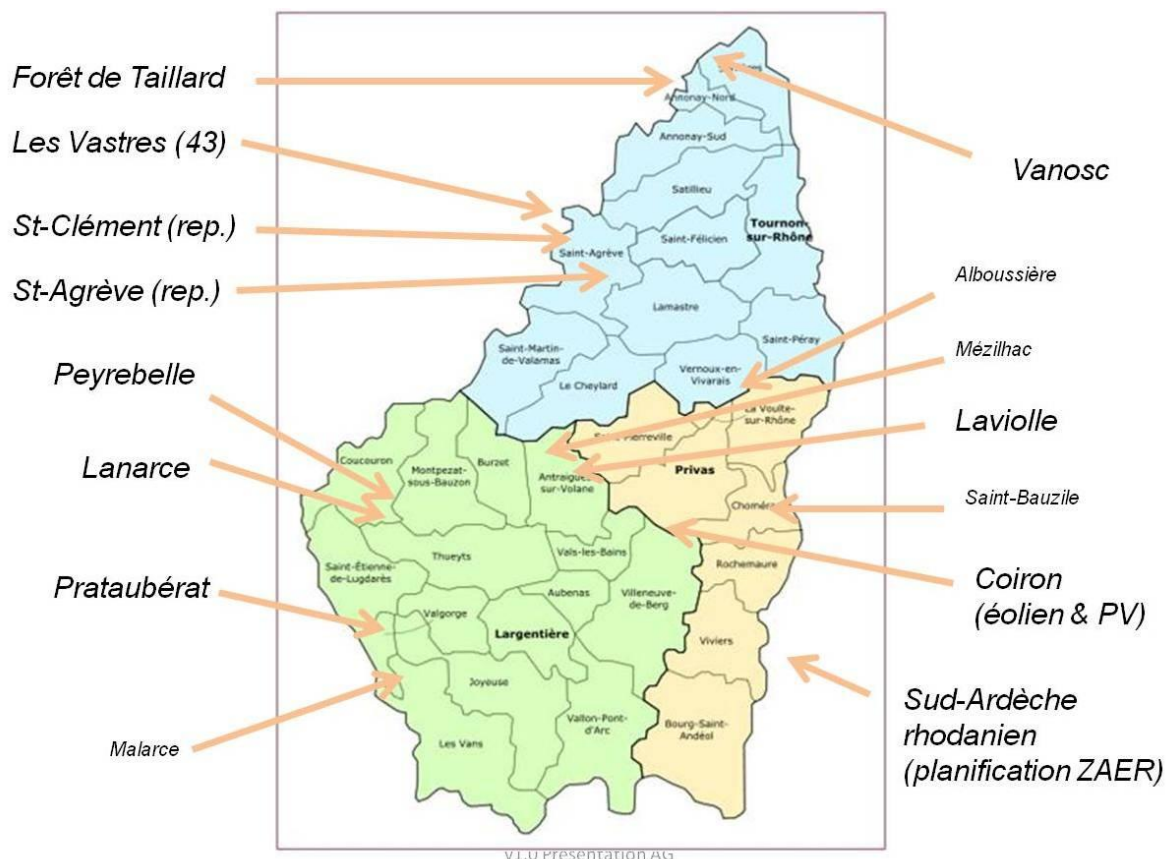 Forêt de Taillard
Les Vastres (43)
St-Clément (rep.)
St-Agrève (rep.)
Peyrebelle
Lanarce
Prataubérat
Malarce
Annonay-Nord
Annonay-Sud
Satillieu
Tournon-
sur-Rhône
Saint-Félicien
Saint-Agrève
Lamastre
Saint-Péray
Saint-Martin
de-Valamas
Vernoux-en
Vivarais
Le Cheylard
La Voulte-
sur-Rhône
Coucouron
Montpezat-
sous-Bauzon
Burzet
Antraigues
sur-Volane
Privas
Thueyts
Vals-les-Bains
Rochemaure
Saint-Étienne
de-Lugdarès
Aubenas
Villeneuve-
de-Berg
Valgorge
Largentière
Viviers
Joyeuse
Les Vans
Vallon-Pont-
d'Arc
Bourg-Saint-
Andéol
Vanosc
Alboussière
Mézilhac
Laviolle
Saint-Bauzile
Coiron
(éolien & PV)
Sud-Ardèche
rhodanien
(planification ZAER)
V1.0 Présentation AG